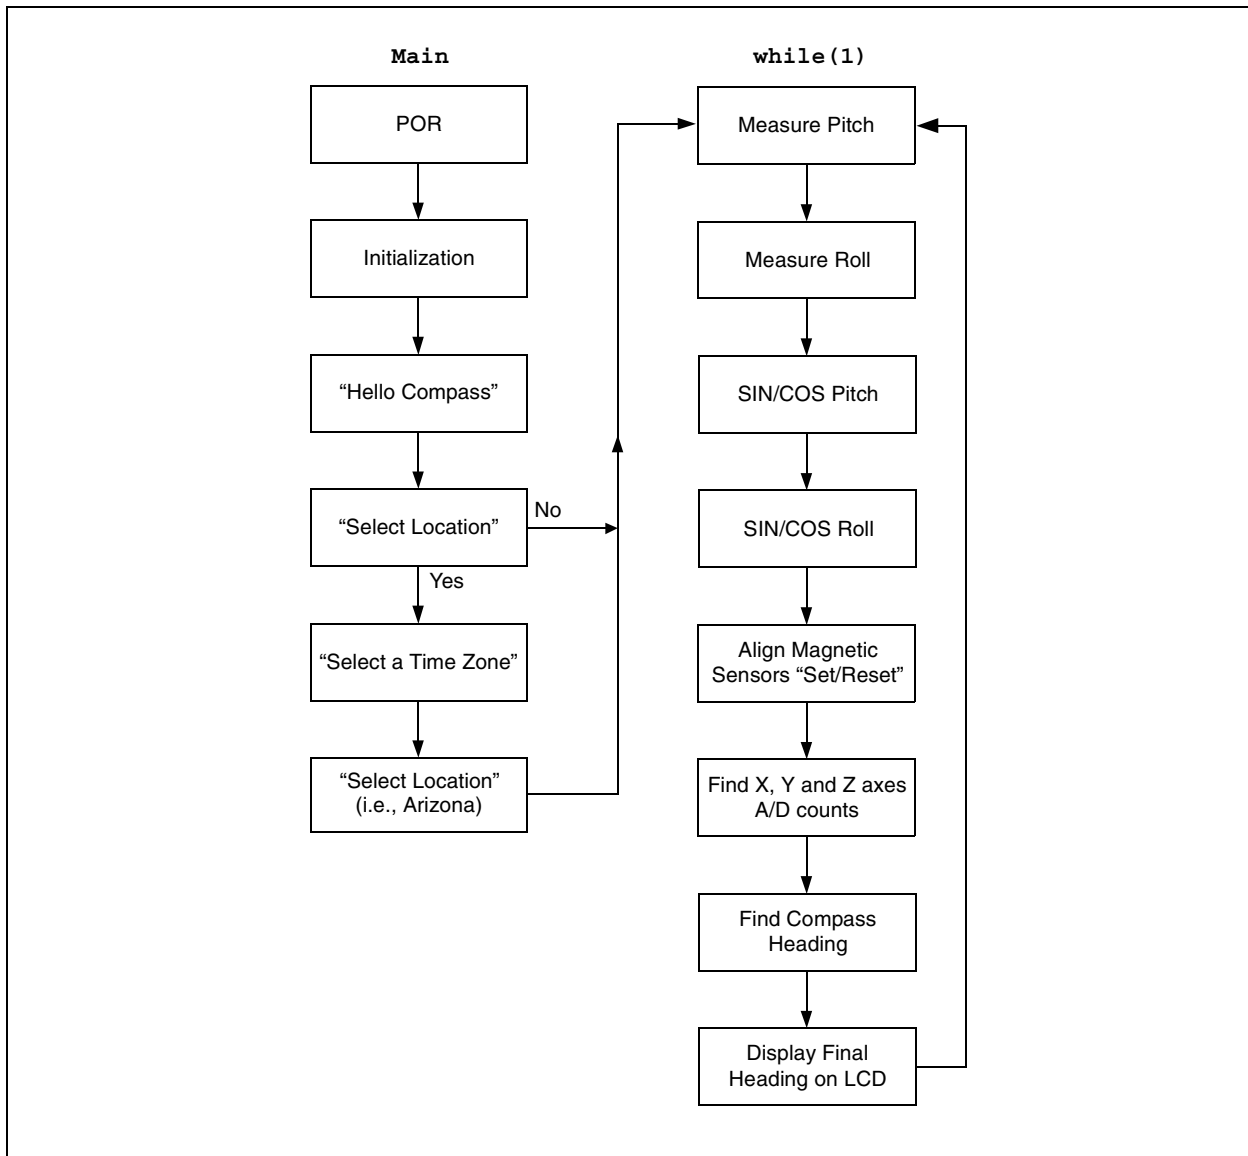 Main
POR
Initialization
“Hello Compass”
“Select Location”
No
Yes
“Select a Time Zone”
“Select Location”
(i.e., Arizona)
while(1)
Measure Pitch
Measure Roll
SIN/COS Pitch
SIN/COS Roll
Align Magnetic
Sensors “Set/Reset”
Find X, Y and Z axes
A/D counts
Find Compass
Heading
Display Final
Heading on LCD